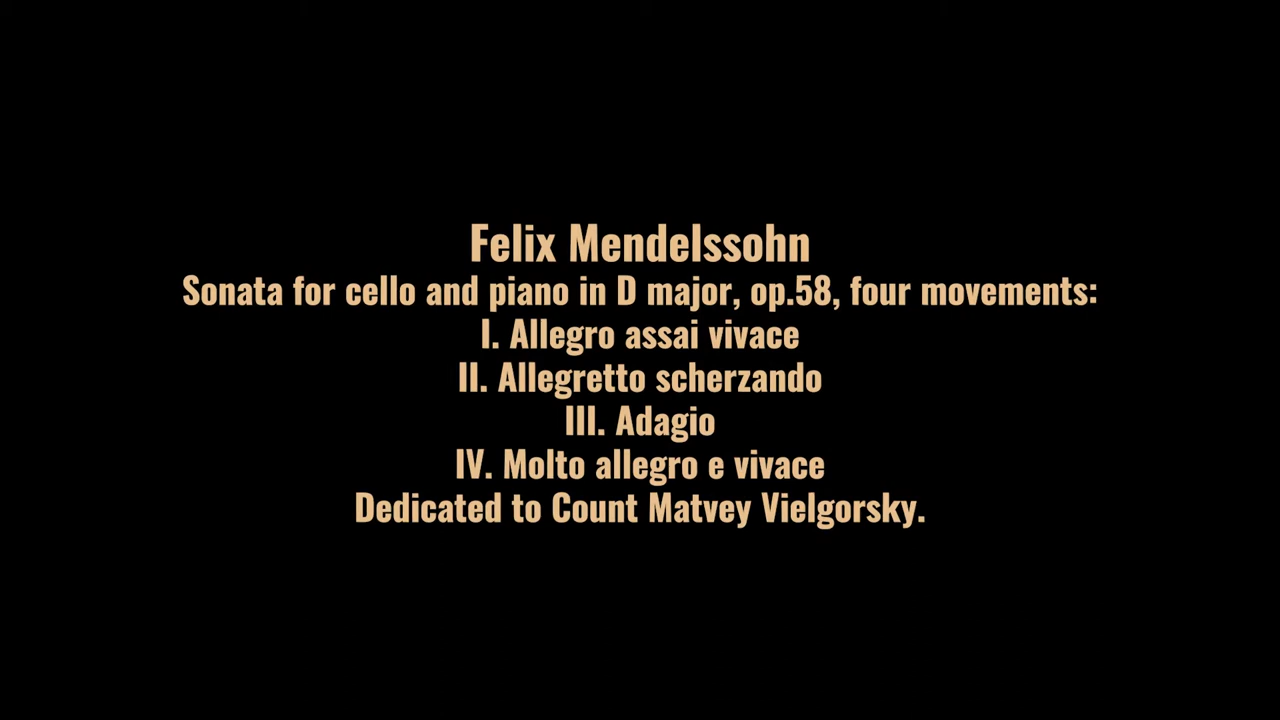 Felix Mendelssohn
Sonata for cello and piano in D major, op.58, four movements:
I. Allegro assai vivace
II. Allegretto scherzando
III. Adagio
IV. Molto allegro e vivace
Dedicated to Count Matvey Vielgorsky.